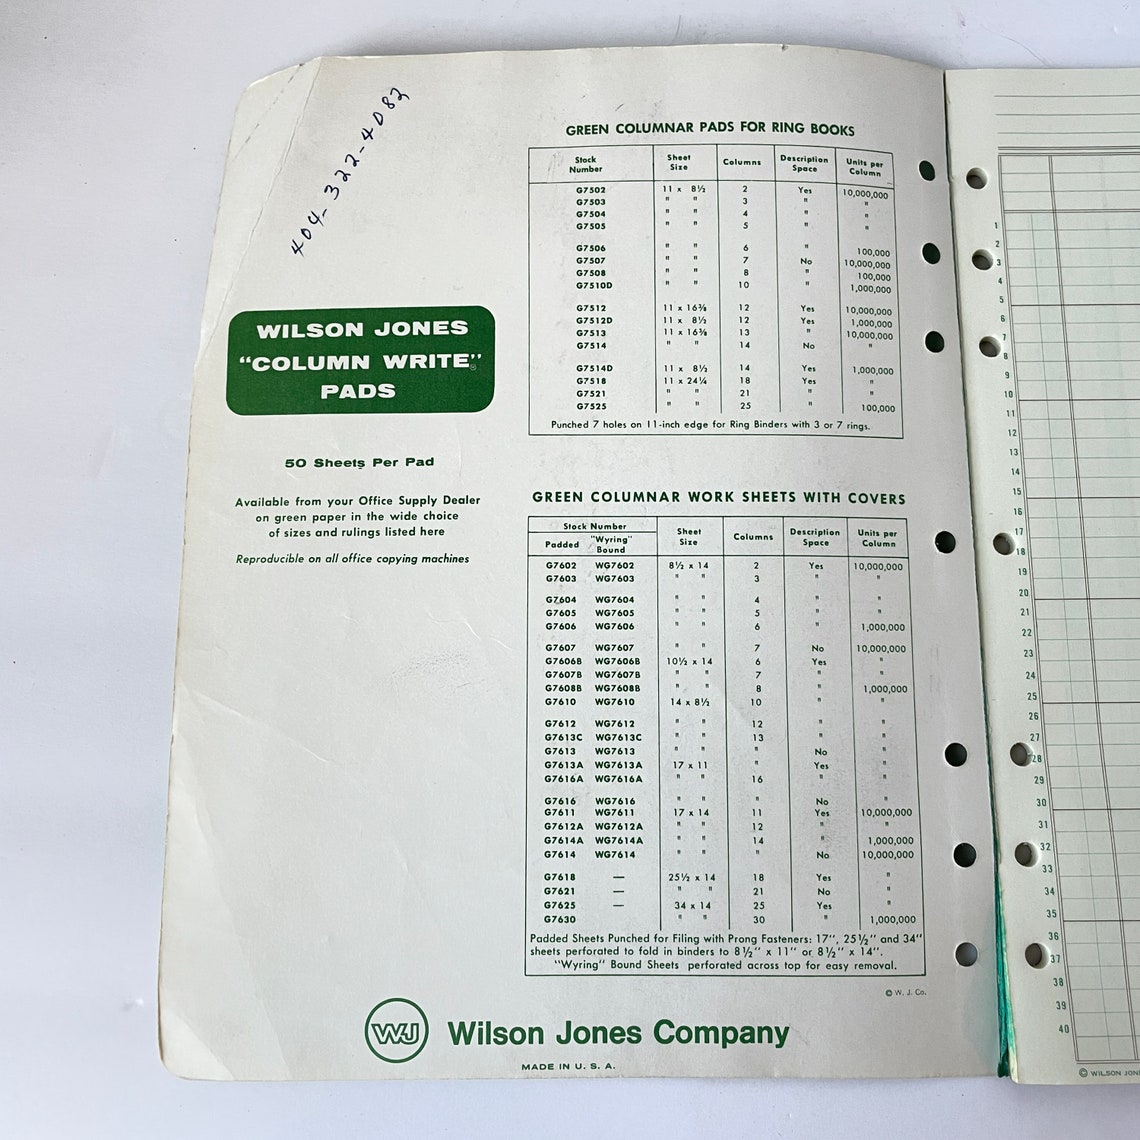 404-322-4082
WILSON JONES
“COLUMN WRITE”®
PADS
50 Sheets Per Pad
Available from your Office Supply Dealer
on green paper in the wide choice
of sizes and rulings listed here
Reproducible on all office copying machines
GREEN COLUMNAR PADS FOR RING BOOKS
Stock Number Sheet Size Columns Description Space Units per Column
G7502 11 x 8½ 2 Yes 10,000,000
G7503 " " 3 " "
G7504 " " 4 " "
G7505 " " 5 " "
G7506 " " 6 " 100,000
G7507 " " 7 No 10,000,000
G7508 " " 8 " 100,000
G7510D " " 10 " 1,000,000
G7512 11 x 16⅜ 12 Yes 10,000,000
G7512D 11 x 8½ 12 Yes 1,000,000
G7513 11 x 16⅜ 13 " 10,000,000
G7514 " " 14 No "
G7514D 11 x 8½ 14 Yes 1,000,000
G7518 11 x 24¼ 18 Yes "
G7521 " " 21 " "
G7525 " " 25 " 100,000
Punched 7 holes on 11-inch edge for Ring Binders with 3 or 7 rings.
GREEN COLUMNAR WORK SHEETS WITH COVERS
Stock Number
Padded "Wyring" Bound Sheet Size Columns Description Space Units per Column
G7602 WG7602 8½ x 14 2 Yes 10,000,000
G7603 WG7603 " " 3 " "
G7604 WG7604 " " 4 " "
G7605 WG7605 " " 5 " "
G7606 WG7606 " " 6 " 1,000,000
G7607 WG7607 " " 7 No 10,000,000
G7606B WG7606B 10½ x 14 6 Yes "
G7607B WG7607B " " 7 " "
G7608B WG7608B " " 8 " 1,000,000
G7610 WG7610 14 x 8½ 10 " "
G7612 WG7612 " " 12 " "
G7613C WG7613C " " 13 " "
G7613 WG7613 " " " No "
G7613A WG7613A 17 x 11 " Yes "
G7616A WG7616A " " 16 " "
G7616 WG7616 " " " No "
G7611 WG7611 17 x 14 11 Yes 10,000,000
G7612A WG7612A " " 12 " "
G7614A WG7614A " " 14 " 1,000,000
G7614 WG7614 " " " No 10,000,000
G7618 — 25½ x 14 18 Yes "
G7621 — " " 21 No "
G7625 — 34 x 14 25 Yes "
G7630 " " 30 " 1,000,000
Padded Sheets Punched for Filing with Prong Fasteners: 17", 25½" and 34"
sheets perforated to fold in binders to 8½" x 11" or 8½" x 14".
"Wyring" Bound Sheets perforated across top for easy removal.
© W. J. Co.
WJ Wilson Jones Company
MADE IN U. S. A.
1
2
3
4
5
6
7
8
9
10
11
12
13
14
15
16
17
18
19
20
21
22
23
24
25
26
27
28
29
30
31
32
33
34
35
36
37
38
39
40
© WILSON JON